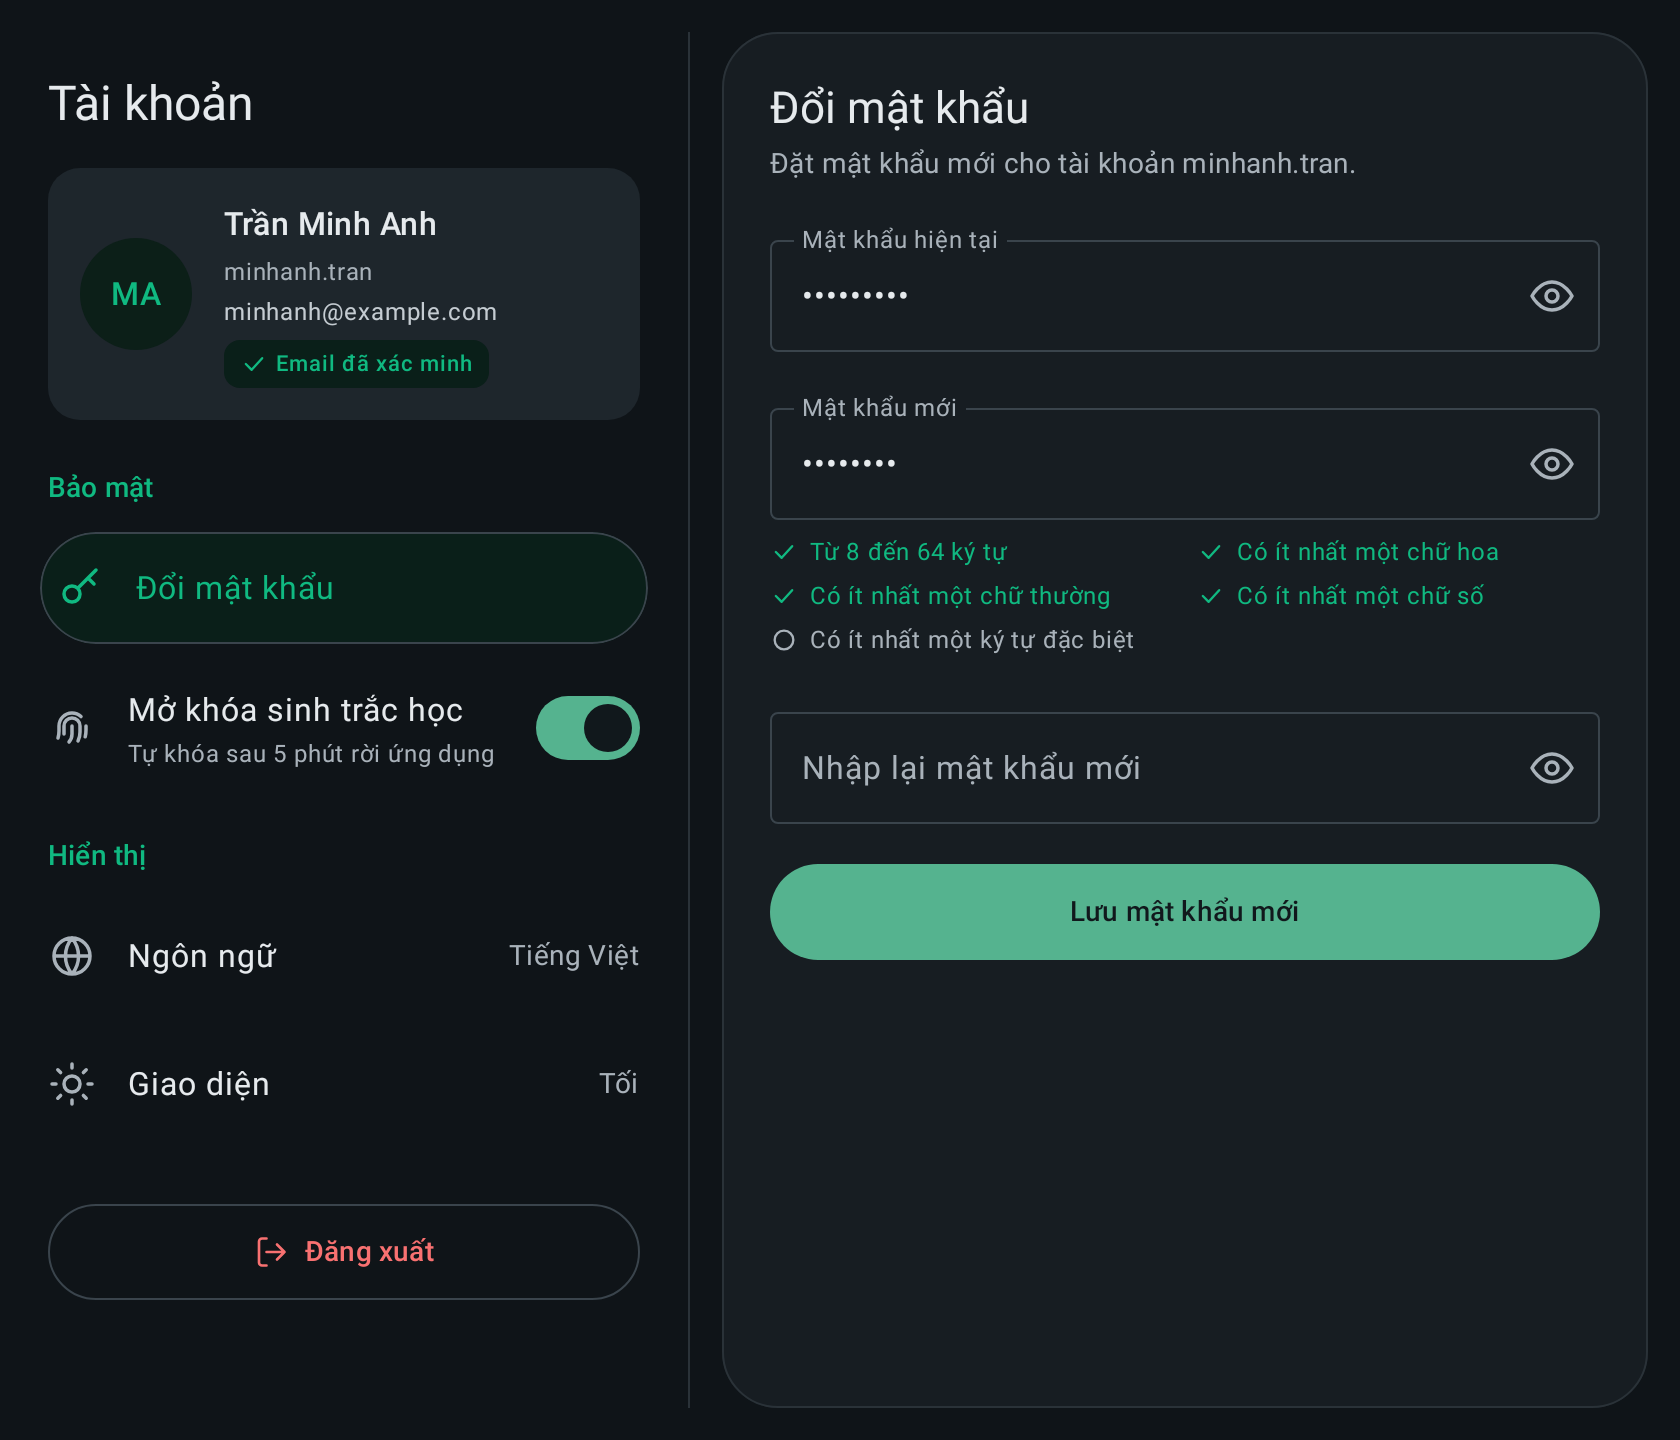 Tài khoản
MA
Trần Minh Anh
minhanh.tran
minhanh@example.com
Email đã xác minh
Bảo mật
Đổi mật khẩu
Mở khóa sinh trắc học
Tự khóa sau 5 phút rời ứng dụng
Hiển thị
Ngôn ngữ
Tiếng Việt
Giao diện
Tối
Đăng xuất
Đổi mật khẩu
Đặt mật khẩu mới cho tài khoản minhanh.tran.
Mật khẩu hiện tại
•••••••••
Mật khẩu mới
••••••••
Từ 8 đến 64 ký tự
Có ít nhất một chữ hoa
Có ít nhất một chữ thường
Có ít nhất một chữ số
Có ít nhất một ký tự đặc biệt
Nhập lại mật khẩu mới
Lưu mật khẩu mới